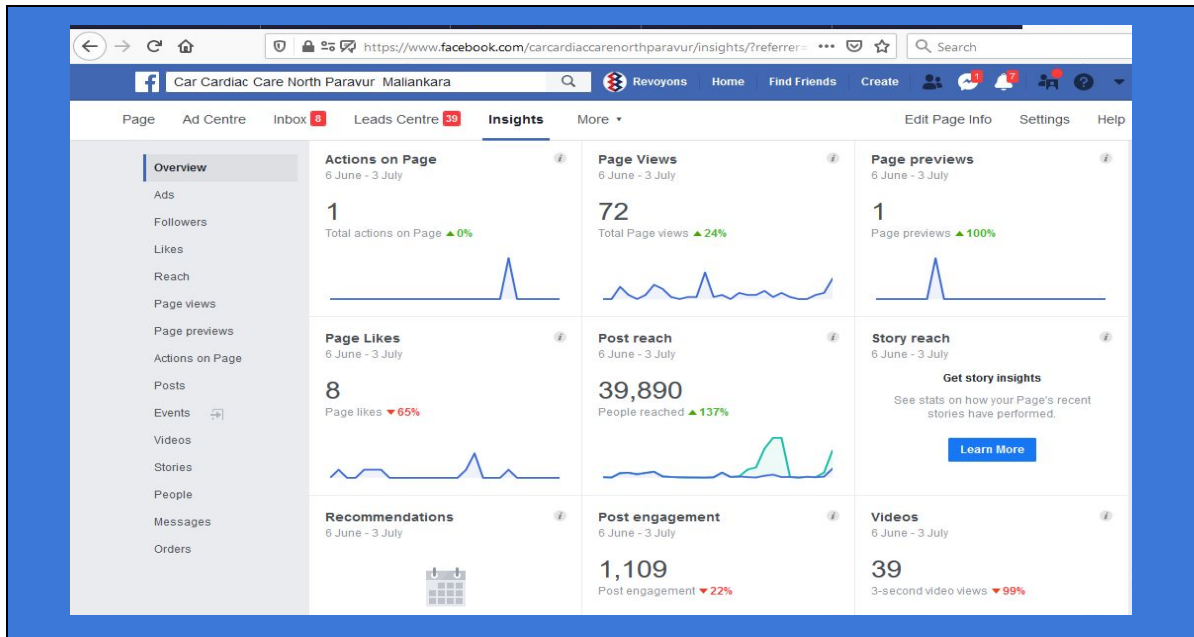 https://www.facebook.com/carcardiaccarenorthparavur/insights/?referrer=
Search
Car Cardiac Care North Paravur Maliankara
Revoyons
Home
Find Friends
Create
1
7
Page
Ad Centre
Inbox 8
Leads Centre 39
Insights
More
Edit Page Info
Settings
Help
Overview
Ads
Followers
Likes
Reach
Page views
Page previews
Actions on Page
Posts
Events
Videos
Stories
People
Messages
Orders
Actions on Page
6 June - 3 July
1
Total actions on Page ▲0%
Page Views
6 June - 3 July
72
Total Page views ▲24%
Page previews
6 June - 3 July
1
Page previews ▲100%
Page Likes
6 June - 3 July
8
Page likes ▼65%
Post reach
6 June - 3 July
39,890
People reached ▲137%
Story reach
6 June - 3 July
Get story insights
See stats on how your Page's recent
stories have performed.
Learn More
Recommendations
6 June - 3 July
Post engagement
6 June - 3 July
1,109
Post engagement ▼22%
Videos
6 June - 3 July
39
3-second video views ▼99%